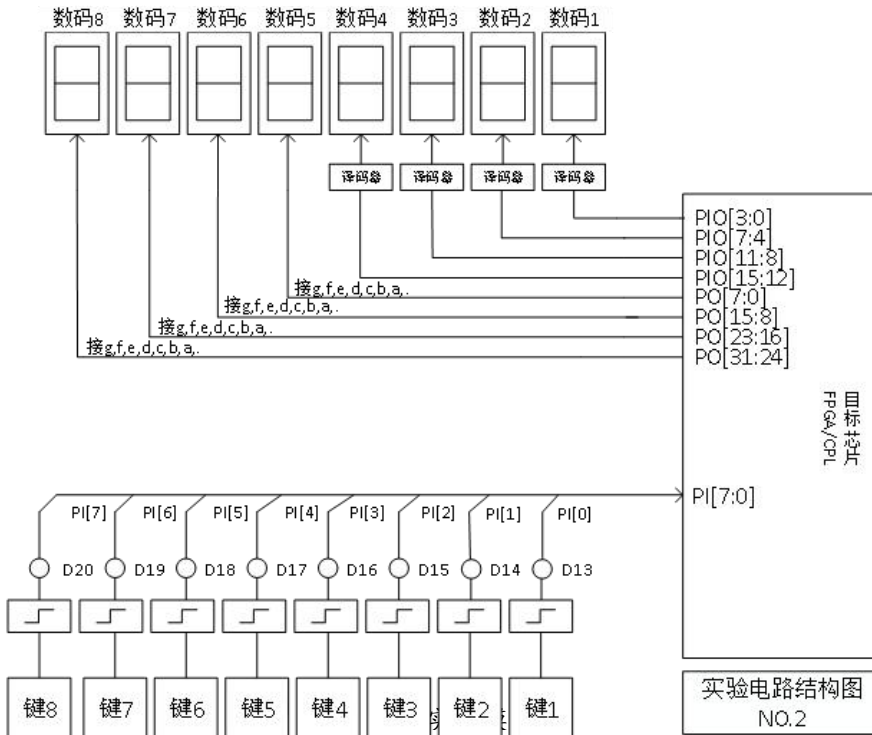 数码8 数码7 数码6 数码5 数码4 数码3 数码2 数码1
译码器 译码器 译码器 译码器
PIO[3:0]
PIO[7:4]
PIO[11:8]
PIO[15:12]
接g,f,e,d,c,b,a,. PO[7:0]
接g,f,e,d,c,b,a,. PO[15:8]
接g,f,e,d,c,b,a,. PO[23:16]
接g,f,e,d,c,b,a,. PO[31:24]
目标芯片
FPGA/CPL
PI[7:0]
PI[7] PI[6] PI[5] PI[4] PI[3] PI[2] PI[1] PI[0]
D20 D19 D18 D17 D16 D15 D14 D13
键8 键7 键6 键5 键4 键3 键2 键1
实验电路结构图
NO.2